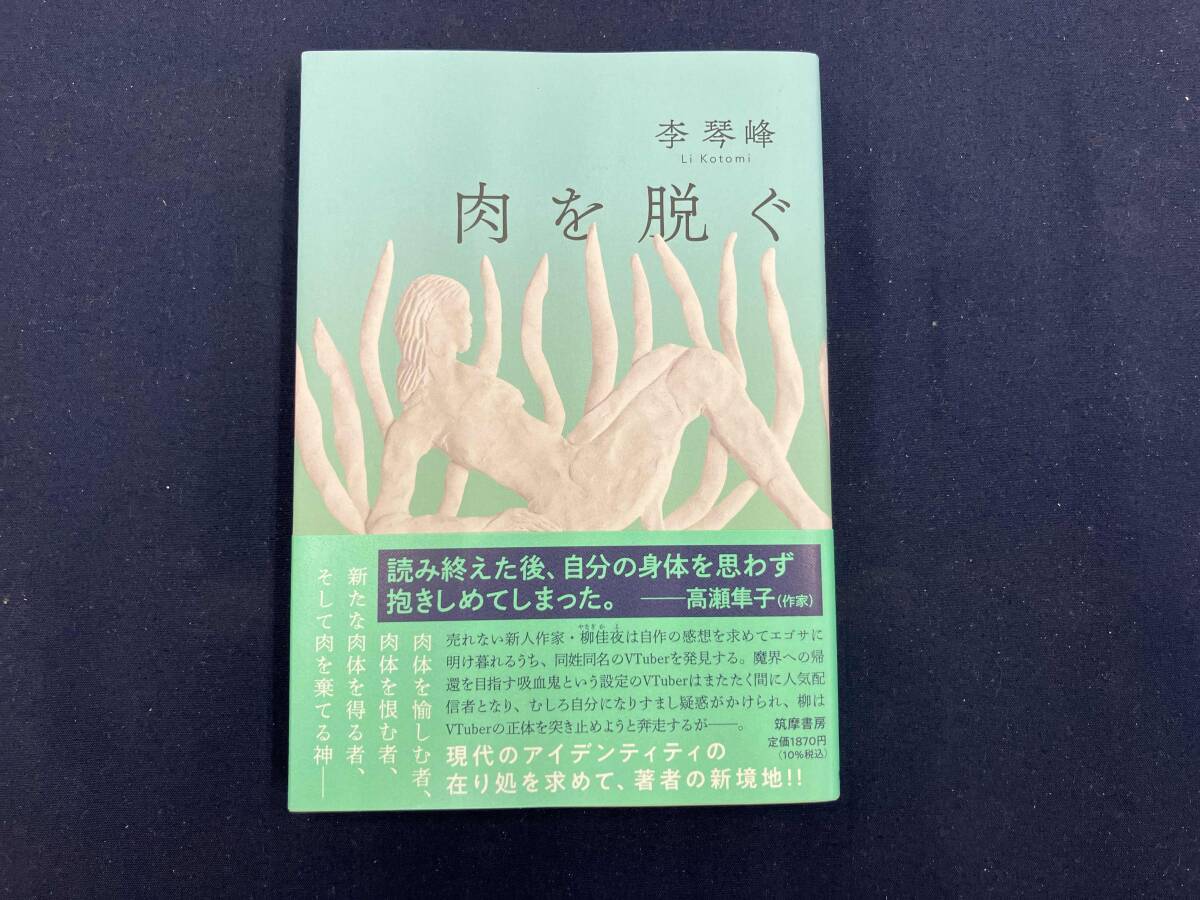 李琴峰
Li Kotomi
肉を脱ぐ
読み終えた後、自分の身体を思わず
抱きしめてしまった。 ——高瀬隼子(作家)
肉体を愉しむ者、
肉体を恨む者、
新たな肉体を得る者、
そして肉を棄てる神——
やなぎ か よ
売れない新人作家・柳佳夜は自作の感想を求めてエゴサに
明け暮れるうち、同姓同名のVTuberを発見する。魔界への帰
還を目指す吸血鬼という設定のVTuberはまたたく間に人気配
信者となり、むしろ自分になりすまし疑惑がかけられ、柳は
VTuberの正体を突き止めようと奔走するが——。
筑摩書房
定価1870円
(10%税込)
現代のアイデンティティの
在り処を求めて、著者の新境地!!